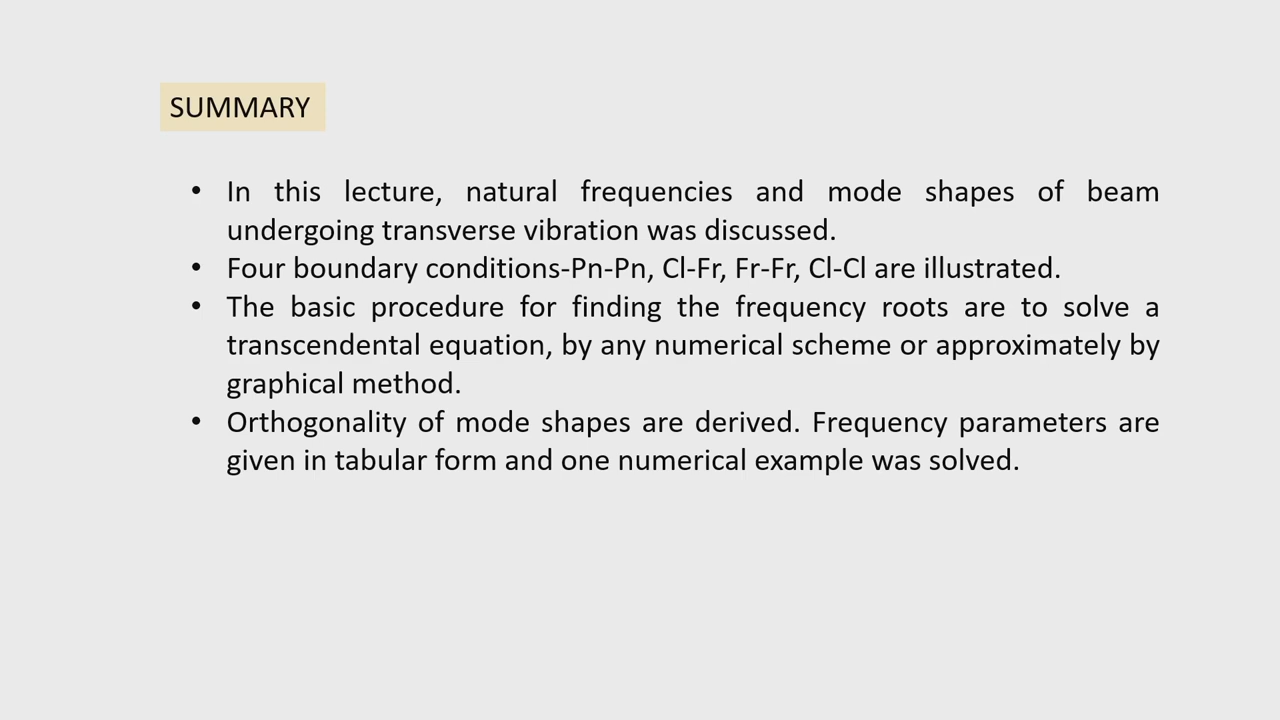 SUMMARY
• In this lecture, natural frequencies and mode shapes of beam
undergoing transverse vibration was discussed.
• Four boundary conditions-Pn-Pn, Cl-Fr, Fr-Fr, Cl-Cl are illustrated.
• The basic procedure for finding the frequency roots are to solve a
transcendental equation, by any numerical scheme or approximately by
graphical method.
• Orthogonality of mode shapes are derived. Frequency parameters are
given in tabular form and one numerical example was solved.